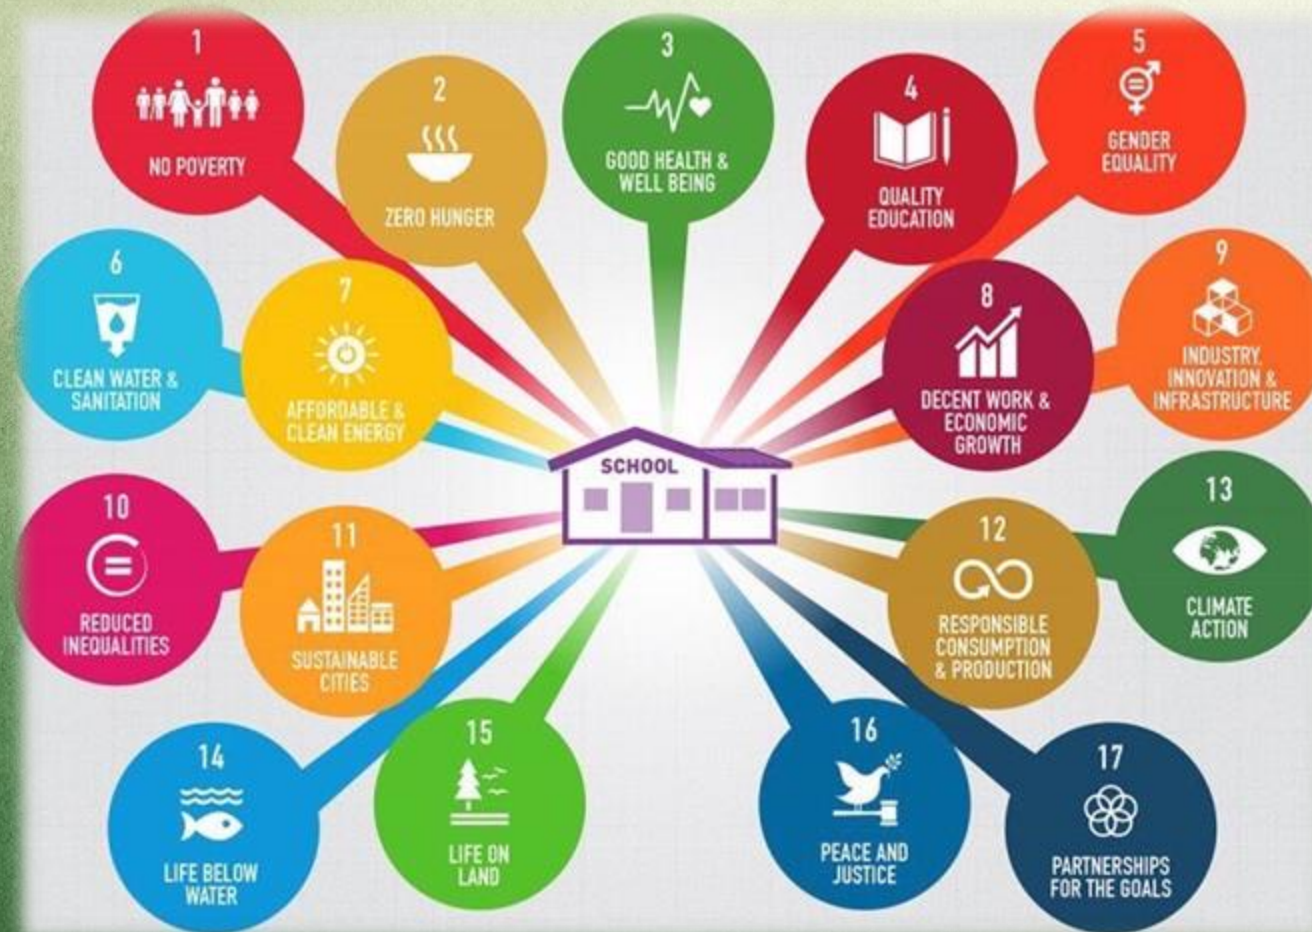 1
NO POVERTY
2
ZERO HUNGER
3
GOOD HEALTH &
WELL BEING
4
QUALITY
EDUCATION
5
GENDER
EQUALITY
6
CLEAN WATER &
SANITATION
7
AFFORDABLE &
CLEAN ENERGY
8
DECENT WORK &
ECONOMIC
GROWTH
9
INDUSTRY,
INNOVATION &
INFRASTRUCTURE
SCHOOL
10
REDUCED
INEQUALITIES
11
SUSTAINABLE
CITIES
12
RESPONSIBLE
CONSUMPTION
& PRODUCTION
13
CLIMATE
ACTION
14
LIFE BELOW
WATER
15
LIFE ON
LAND
16
PEACE AND
JUSTICE
17
PARTNERSHIPS
FOR THE GOALS